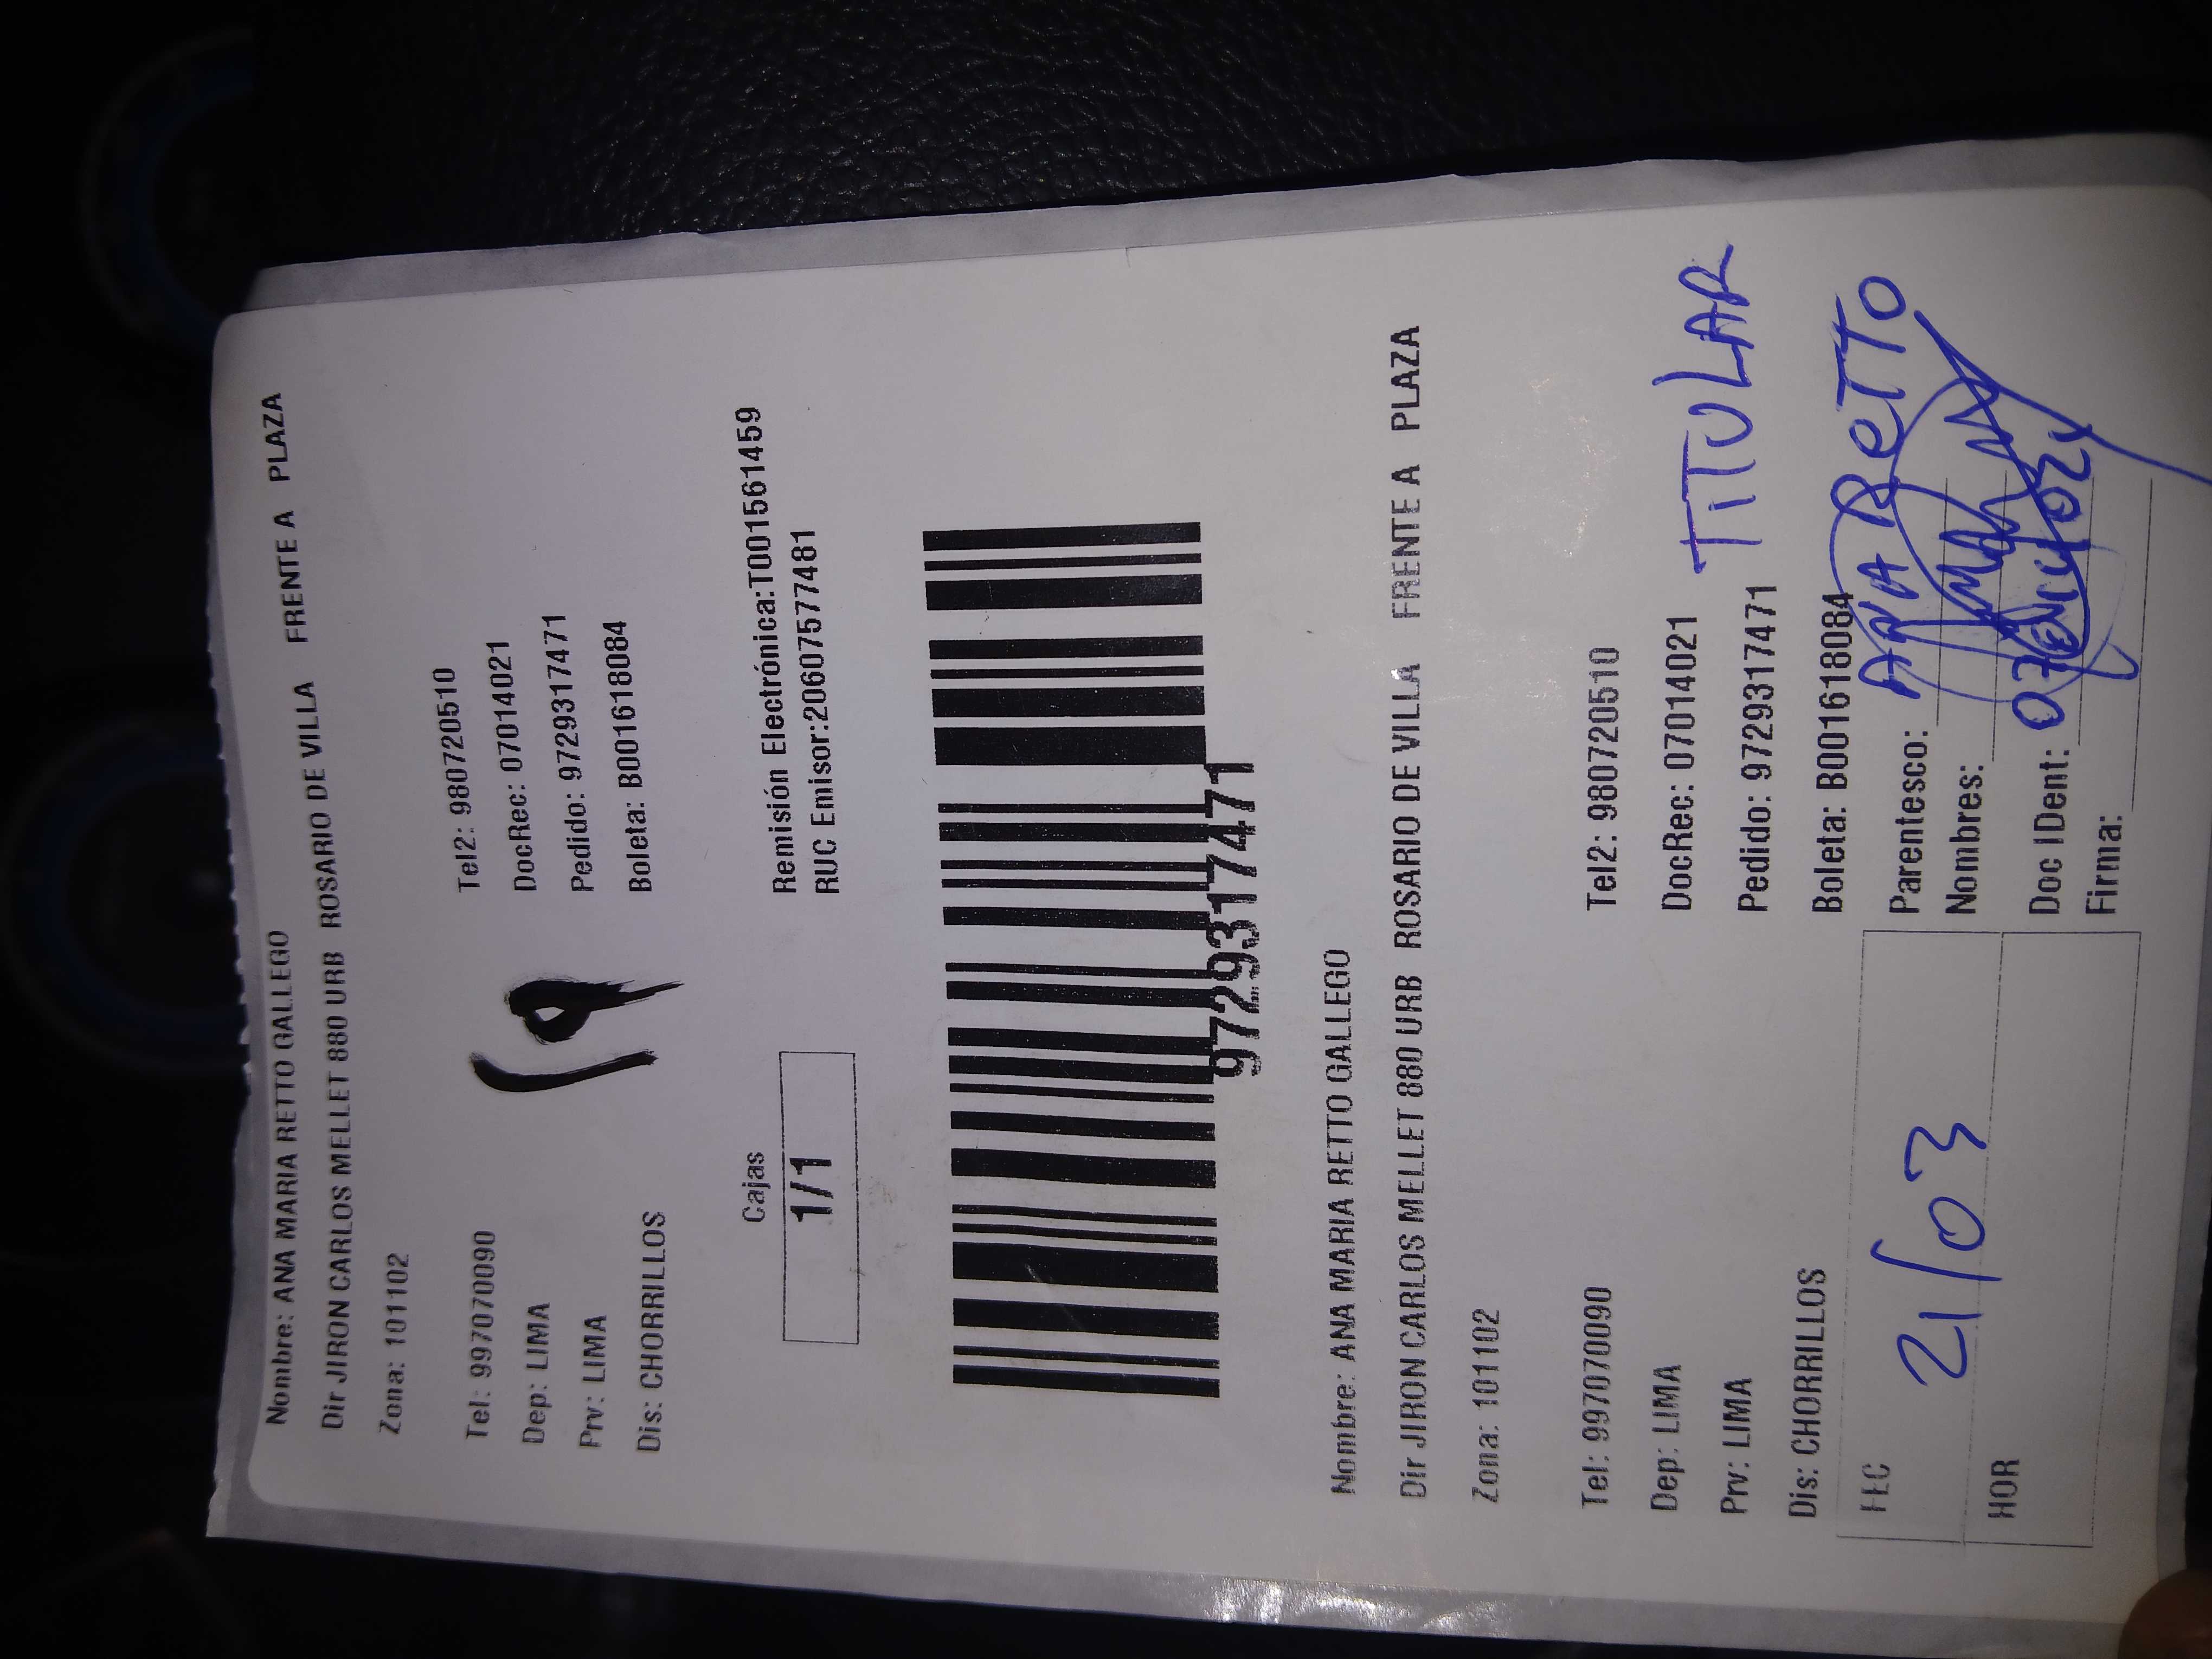 Nombre: ANA MARIA RETTO GALLEGO
Dir JIRON CARLOS MELLET 880 URB ROSARIO DE VILLA FRENTE A PLAZA
Zona: 101102
Tel: 997070090 Tel2: 980720510
Dep: LIMA DocRec: 07014021
Prv: LIMA Pedido: 9729317471
Dis: CHORRILLOS Boleta: B001618084
Cajas
1/1
Remisión Electrónica:T001561459
RUC Emisor:20607577481
9729317471
Nombre: ANA MARIA RETTO GALLEGO
Dir JIRON CARLOS MELLET 880 URB ROSARIO DE VILLA FRENTE A PLAZA
Zona: 101102
Tel: 997070090 Tel2: 980720510
Dep: LIMA DocRec: 07014021
Prv: LIMA Pedido: 9729317471
TITULAR
Dis: CHORRILLOS Boleta: B001618084
FEC 21/03
HOR
Parentesco: ANA RETTO
Nombres:
Doc IDent:
Firma: